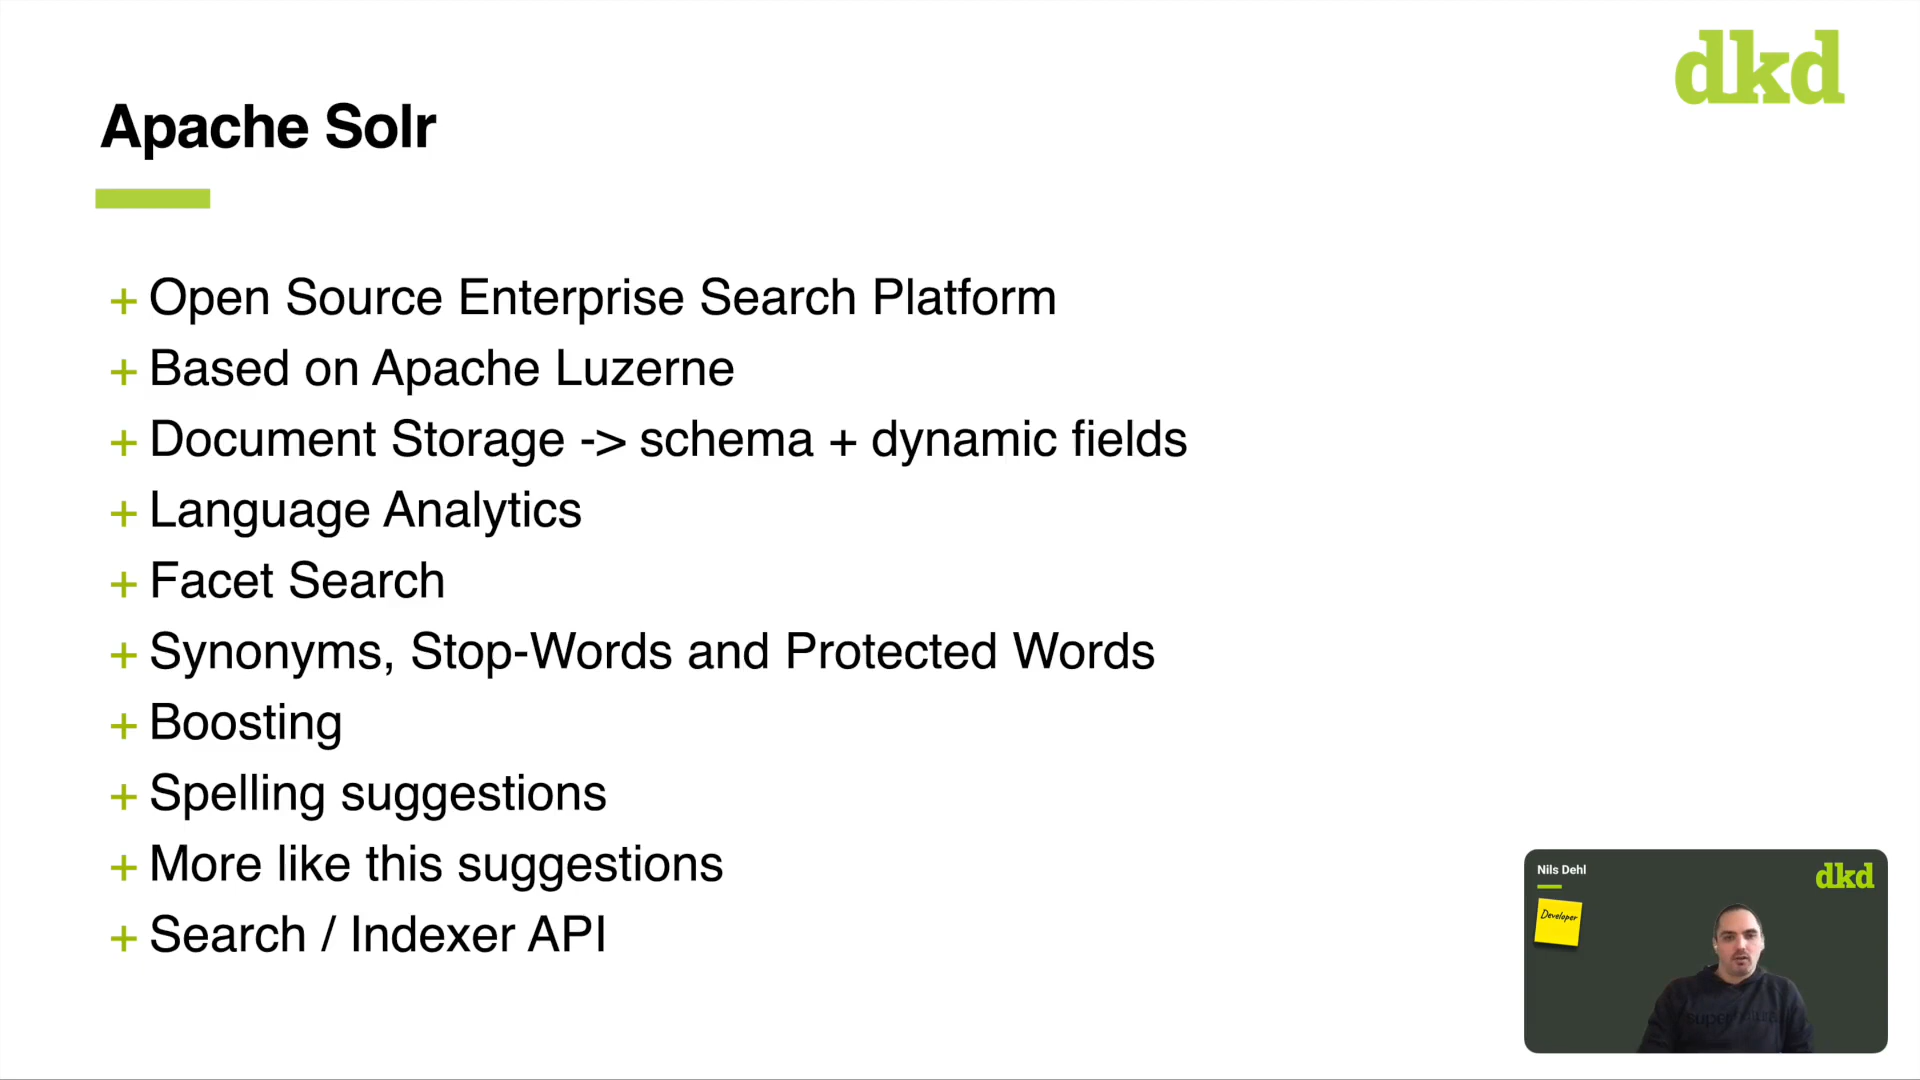 dkd
Apache Solr
+ Open Source Enterprise Search Platform
+ Based on Apache Luzerne
+ Document Storage -> schema + dynamic fields
+ Language Analytics
+ Facet Search
+ Synonyms, Stop-Words and Protected Words
+ Boosting
+ Spelling suggestions
+ More like this suggestions
+ Search / Indexer API
Nils Dehl
dkd
Developer